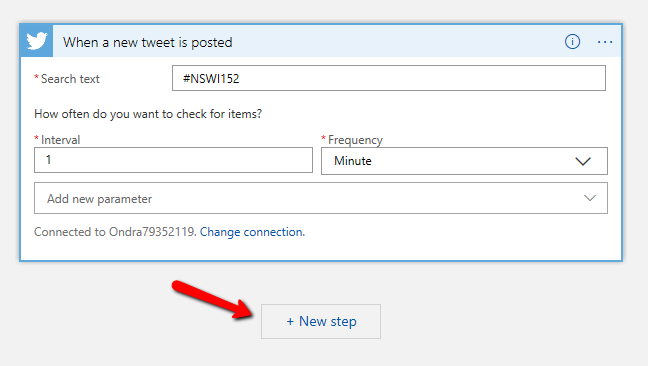 When a new tweet is posted
* Search text
#NSWI152
How often do you want to check for items?
* Interval
* Frequency
1
Minute
Add new parameter
Connected to Ondra79352119. Change connection.
+ New step